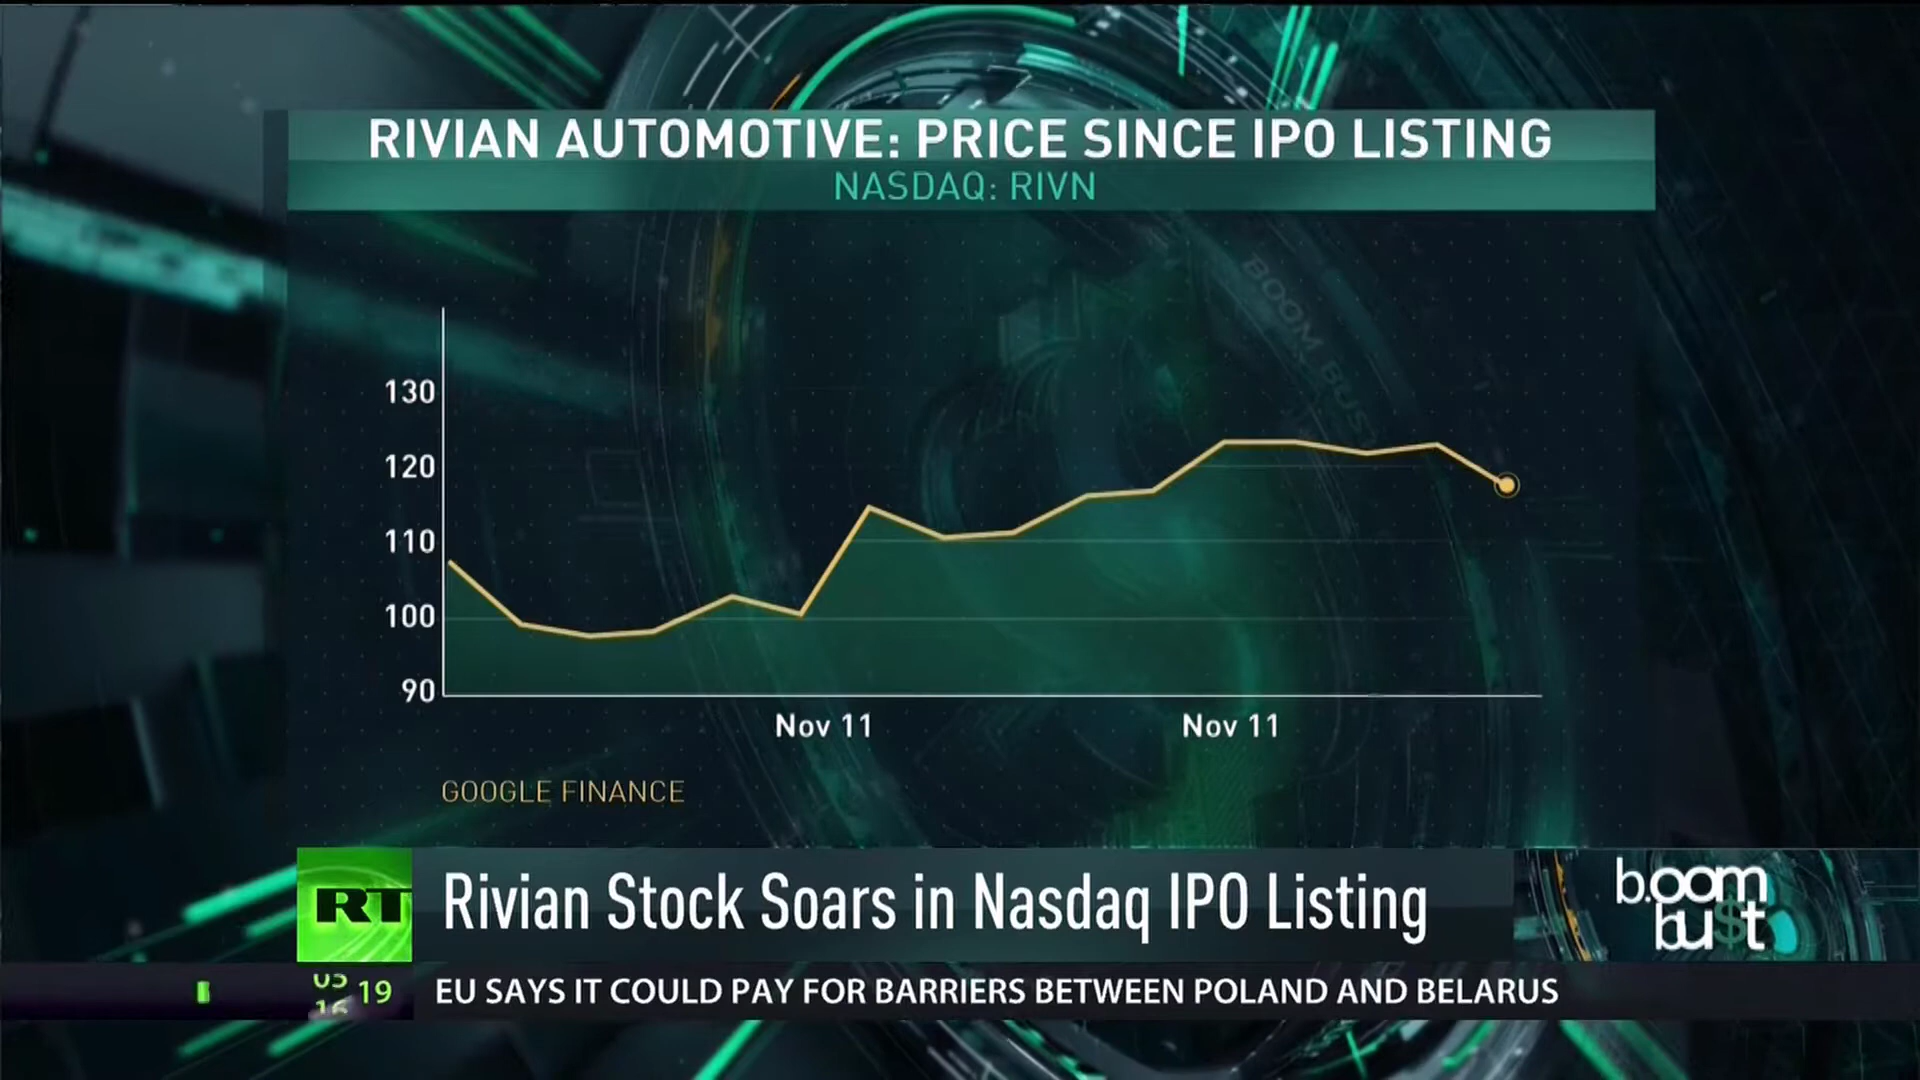 RIVIAN AUTOMOTIVE: PRICE SINCE IPO LISTING
NASDAQ: RIVN
BOOM BUST
130
120
110
100
90
Nov 11 Nov 11
GOOGLE FINANCE
RT
Rivian Stock Soars in Nasdaq IPO Listing
b.oom
bu$t
19
EU SAYS IT COULD PAY FOR BARRIERS BETWEEN POLAND AND BELARUS